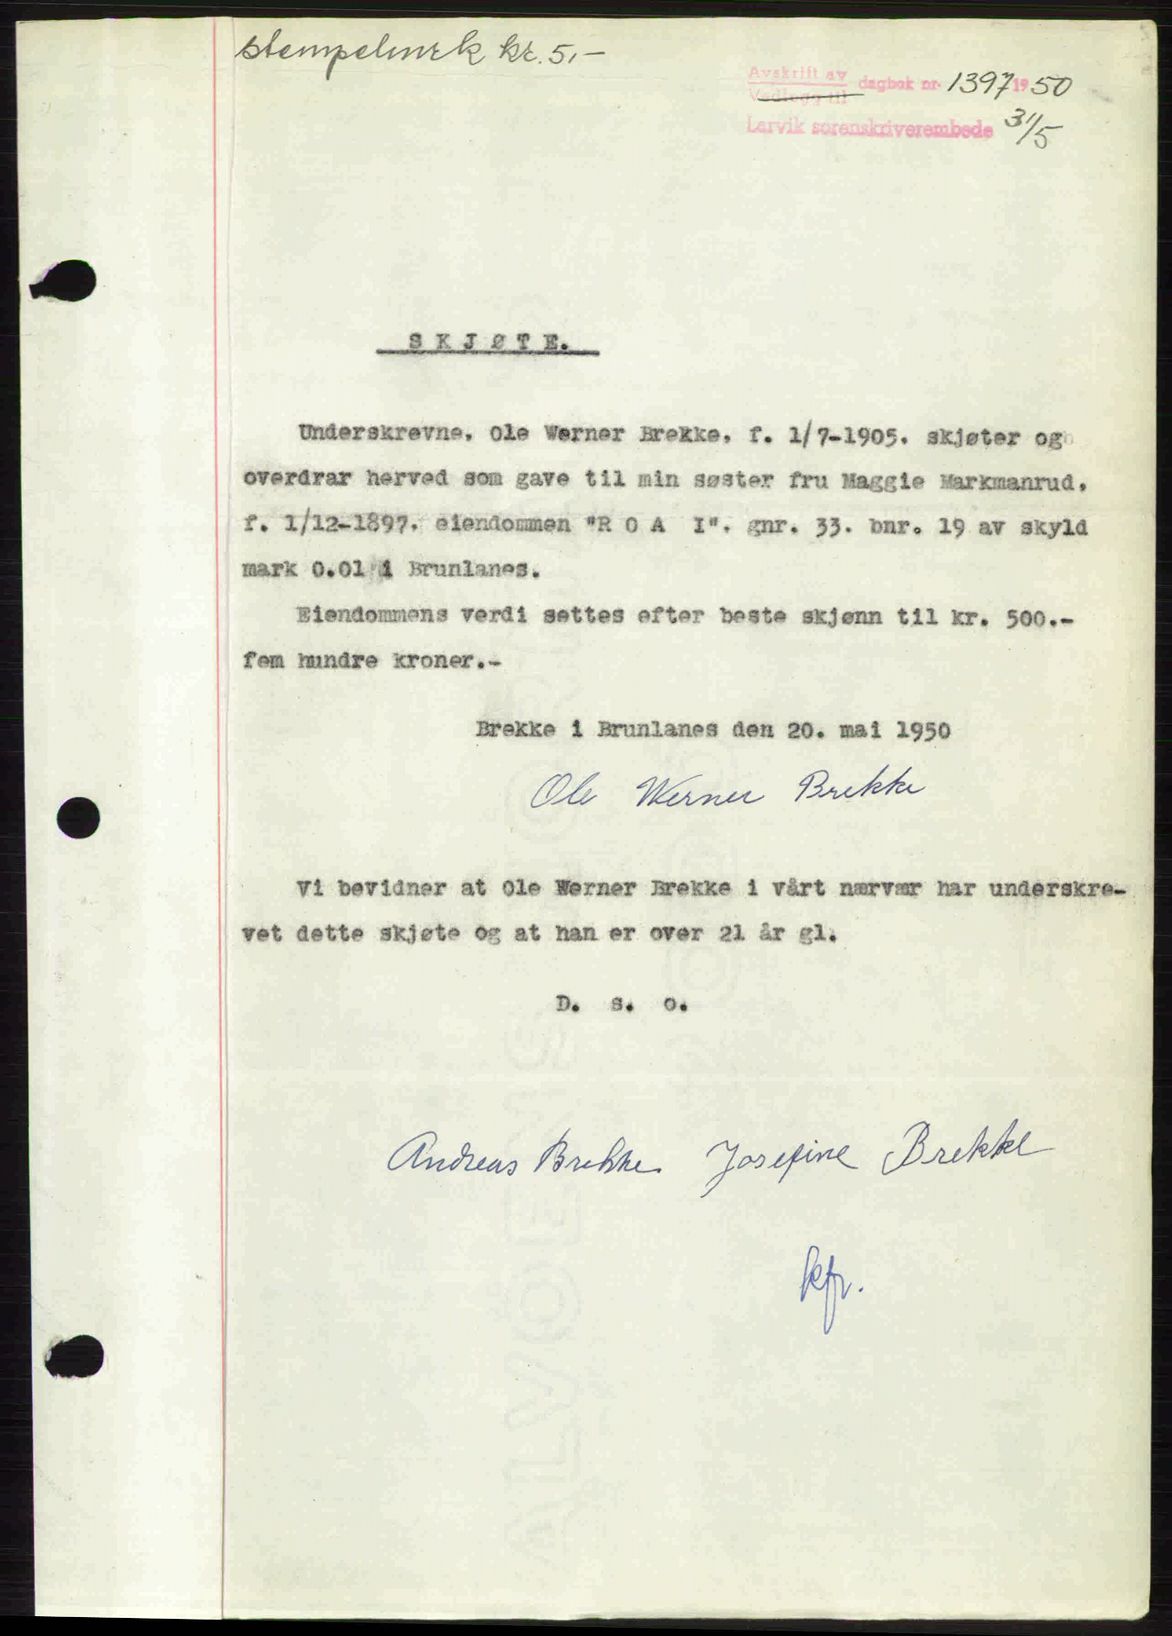 stempelmrk kr. 5,-
Avskrift av
Vedlegg til dagbok nr 1397 1950
Larvik sorenskriverembede 31/5
SKJØTE.
Underskrevne, Ole Werner Brekke, f. 1/7-1905. skjøter og
overdrar herved som gave til min søster fru Maggie Markmanrud,
f. 1/12-1897. eiendommen "R O A I". gnr. 33. bnr. 19 av skyld
mark 0.01 i Brunlanes.
Eiendommens verdi settes efter beste skjønn til kr. 500.-
fem hundre kroner.-
Brekke i Brunlanes den 20. mai 1950
Ole Werner Brekke
Vi bevidner at Ole Werner Brekke i vårt nærvær har underskre-
vet dette skjøte og at han er over 21 år gl.
D. s. o.
Andreas Brekke. Josefine Brekke
kfr.